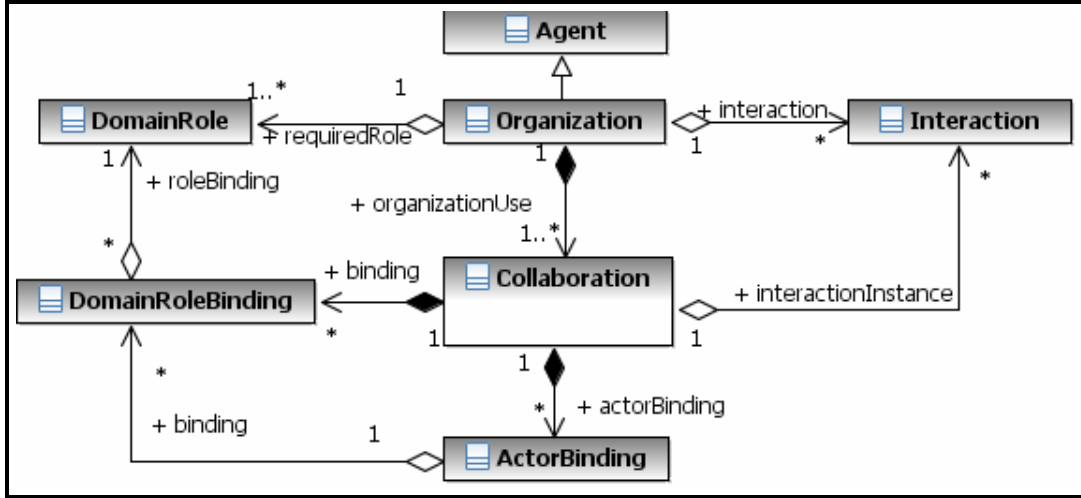 Agent
1..*
1
DomainRole
Organization
+ interaction
Interaction
+ requiredRole
1
*
1
1
*
+ roleBinding
+ organizationUse
*
1..*
+ binding
Collaboration
DomainRoleBinding
+ interactionInstance
*
1
1
1
*
* + actorBinding
+ binding
1
ActorBinding